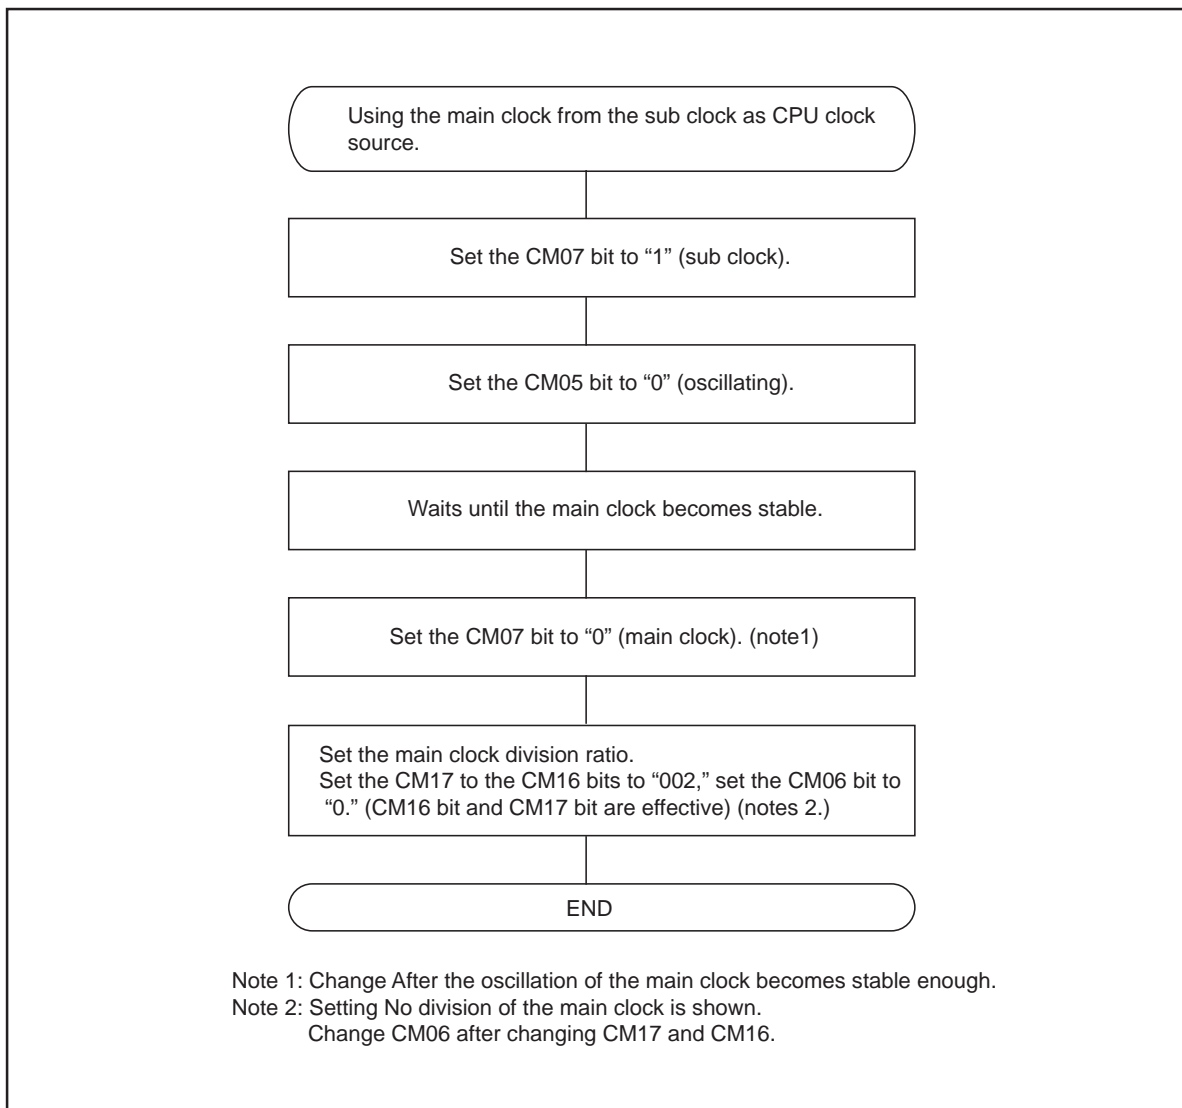 Using the main clock from the sub clock as CPU clock
source.
Set the CM07 bit to “1” (sub clock).
Set the CM05 bit to “0” (oscillating).
Waits until the main clock becomes stable.
Set the CM07 bit to “0” (main clock). (note1)
Set the main clock division ratio.
Set the CM17 to the CM16 bits to “002,” set the CM06 bit to
“0.” (CM16 bit and CM17 bit are effective) (notes 2.)
END
Note 1: Change After the oscillation of the main clock becomes stable enough.
Note 2: Setting No division of the main clock is shown.
Change CM06 after changing CM17 and CM16.